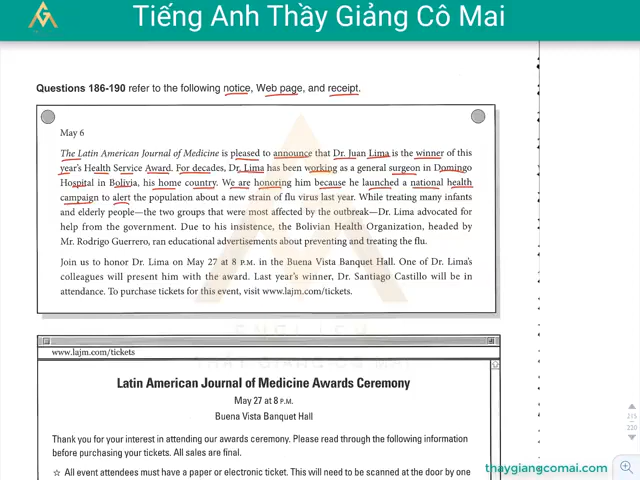 Tiếng Anh Thầy Giảng Cô Mai
Questions 186-190 refer to the following notice, Web page, and receipt.
May 6
The Latin American Journal of Medicine is pleased to announce that Dr. Juan Lima is the winner of this
year's Health Service Award. For decades, Dr. Lima has been working as a general surgeon in Domingo
Hospital in Bolivia, his home country. We are honoring him because he launched a national health
campaign to alert the population about a new strain of flu virus last year. While treating many infants
and elderly people—the two groups that were most affected by the outbreak—Dr. Lima advocated for
help from the government. Due to his insistence, the Bolivian Health Organization, headed by
Mr. Rodrigo Guerrero, ran educational advertisements about preventing and treating the flu.
Join us to honor Dr. Lima on May 27 at 8 P.M. in the Buena Vista Banquet Hall. One of Dr. Lima's
colleagues will present him with the award. Last year's winner, Dr. Santiago Castillo will be in
attendance. To purchase tickets for this event, visit www.lajm.com/tickets.
ENGLISH
THẦY GIẢNG CÔ MAI
www.lajm.com/tickets
Latin American Journal of Medicine Awards Ceremony
May 27 at 8 P.M.
Buena Vista Banquet Hall
Thank you for your interest in attending our awards ceremony. Please read through the following information
before purchasing your tickets. All sales are final.
☆ All event attendees must have a paper or electronic ticket. This will need to be scanned at the door by one
215
220
thaygiangcomai.com